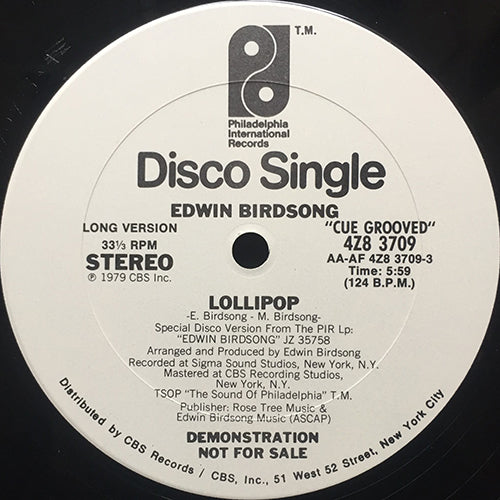 T.M.
Philadelphia
International
Records
Disco Single
EDWIN BIRDSONG
LONG VERSION
33⅓ RPM
STEREO
℗ 1979 CBS Inc.
"CUE GROOVED"
4Z8 3709
AA-AF 4Z8 3709-3
Time: 5:59
(124 B.P.M.)
LOLLIPOP
-E. Birdsong - M. Birdsong-
Special Disco Version From The PIR Lp:
"EDWIN BIRDSONG" JZ 35758
Arranged and Produced by Edwin Birdsong
Recorded at Sigma Sound Studios, New York, N.Y.
Mastered at CBS Recording Studios,
New York, N.Y.
TSOP "The Sound Of Philadelphia" T.M.
Publisher: Rose Tree Music &
Edwin Birdsong Music (ASCAP)
DEMONSTRATION
NOT FOR SALE
Distributed by CBS Records / CBS, Inc., 51 West 52 Street, New York City